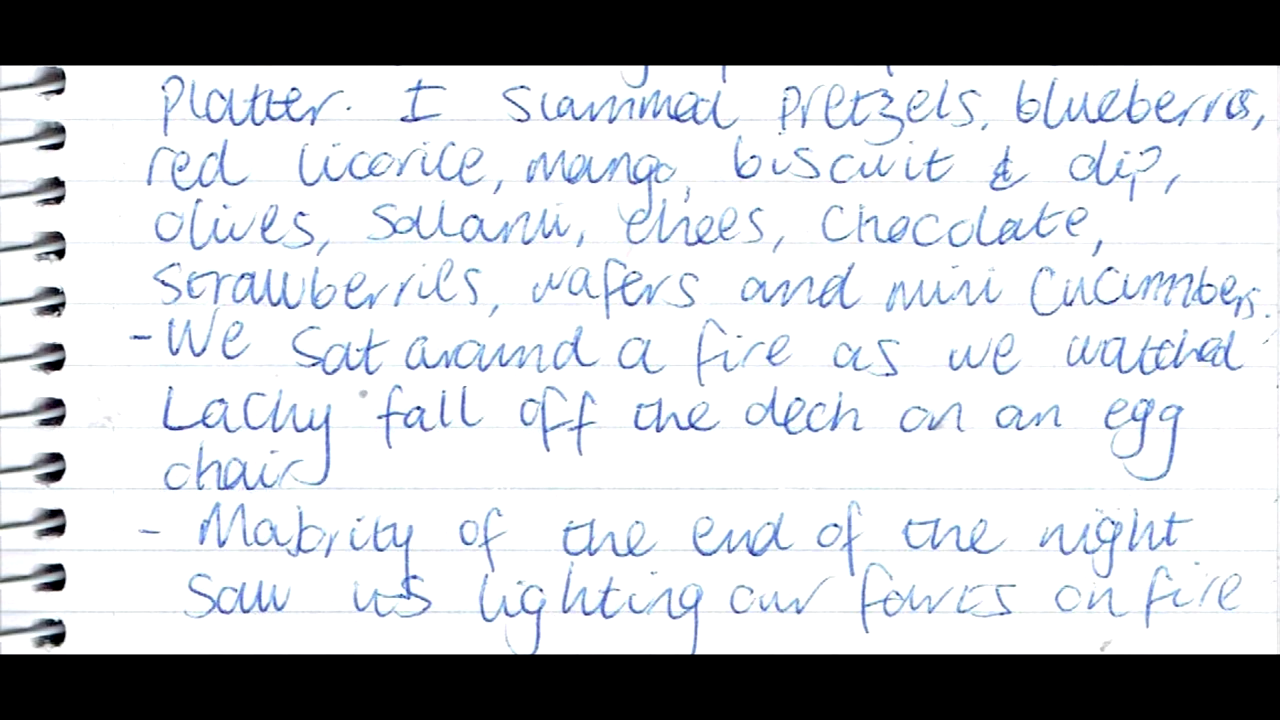 Platter. I slammed pretzels, blueberries,
red licorice, mango, biscuit & dip,
olives, Sallami, chees, Chocolate,
Strawberries, wafers and mini Cucumbers.
- We Sat around a fire as we watched
Lachy fall off the deck on an egg
chair
- Majority of the end of the night
Saw us lighting our on fire